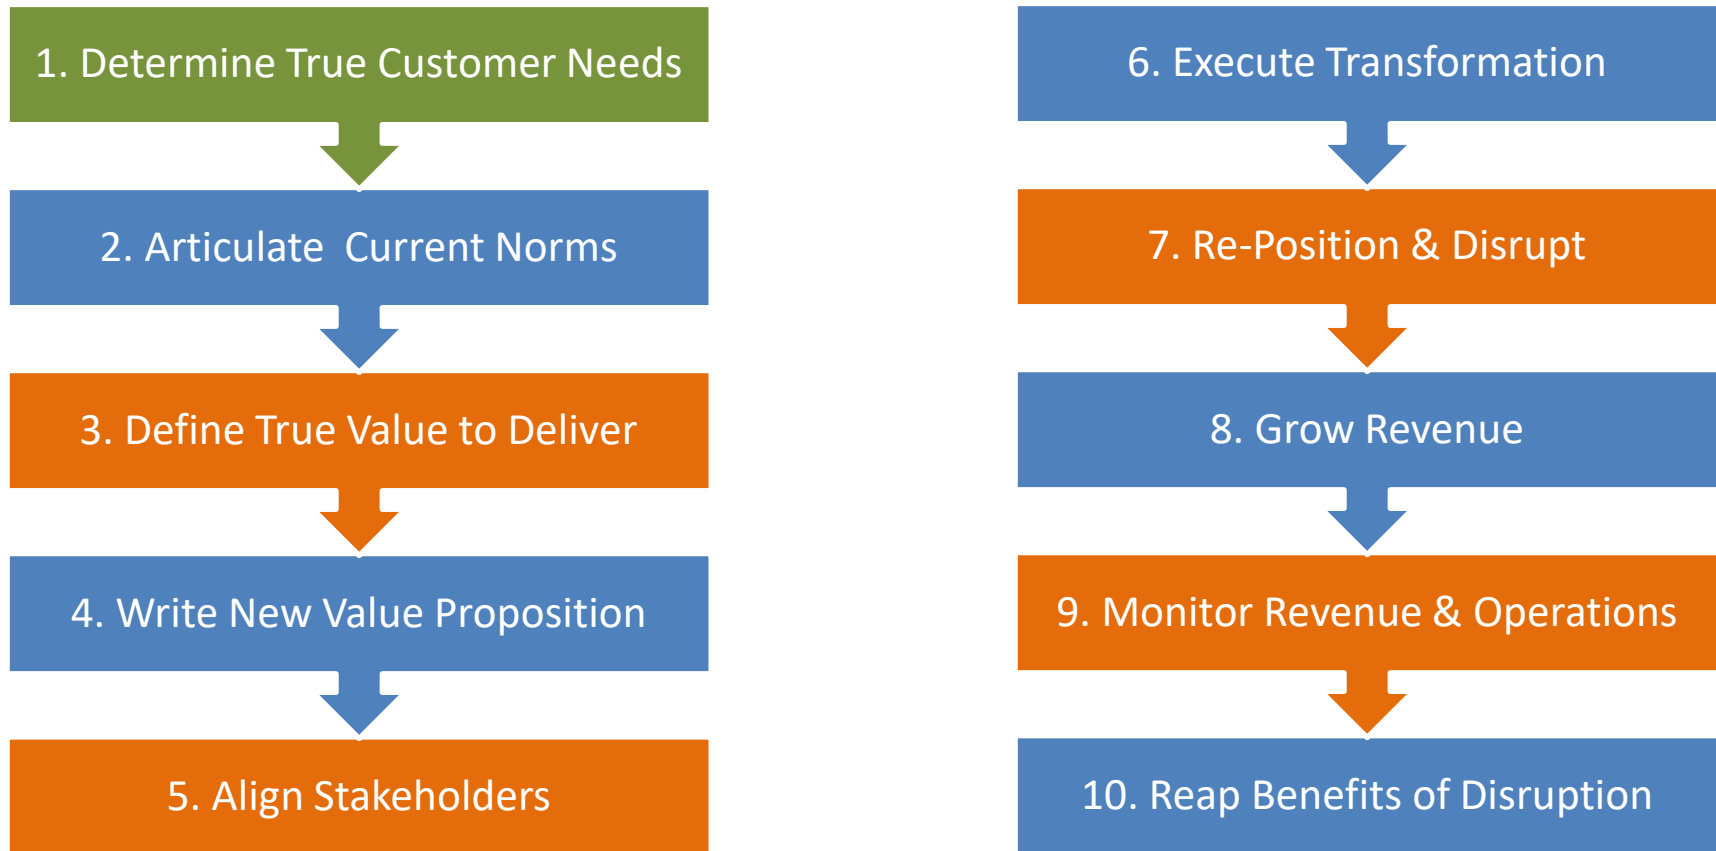 1. Determine True Customer Needs
2. Articulate  Current Norms
3. Define True Value to Deliver
4. Write New Value Proposition
5. Align Stakeholders
6. Execute Transformation
7. Re-Position & Disrupt
8. Grow Revenue
9. Monitor Revenue & Operations
10. Reap Benefits of Disruption